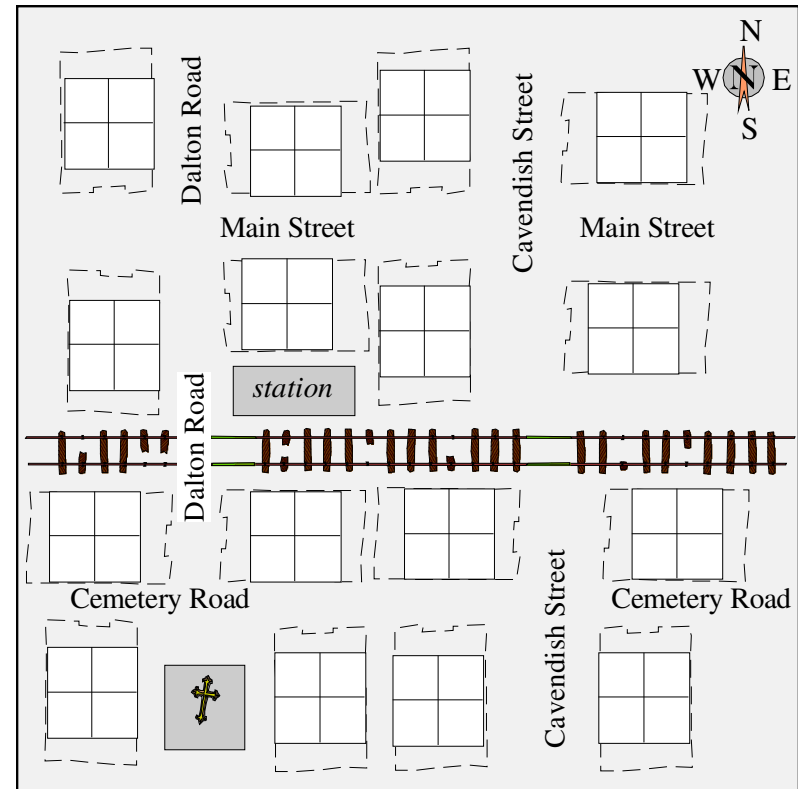 N
W N E
S
Dalton Road
Cavendish Street
Main Street
Main Street
station
Dalton Road
Cemetery Road
Cavendish Street
Cemetery Road